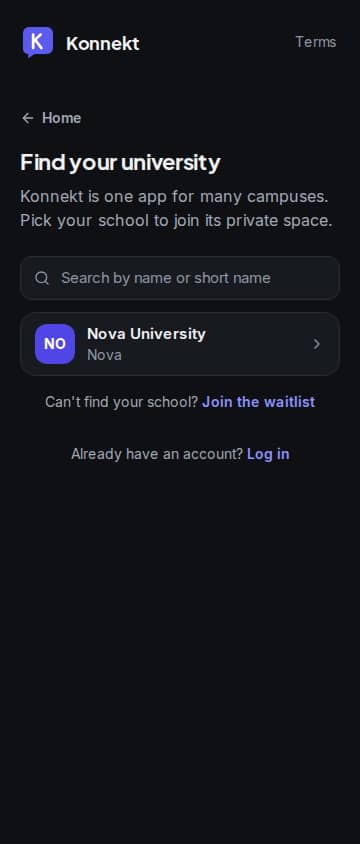 Konnekt
Terms
Home
Find your university
Konnekt is one app for many campuses.
Pick your school to join its private space.
Search by name or short name
NO
Nova University
Nova
Can't find your school? Join the waitlist
Already have an account? Log in